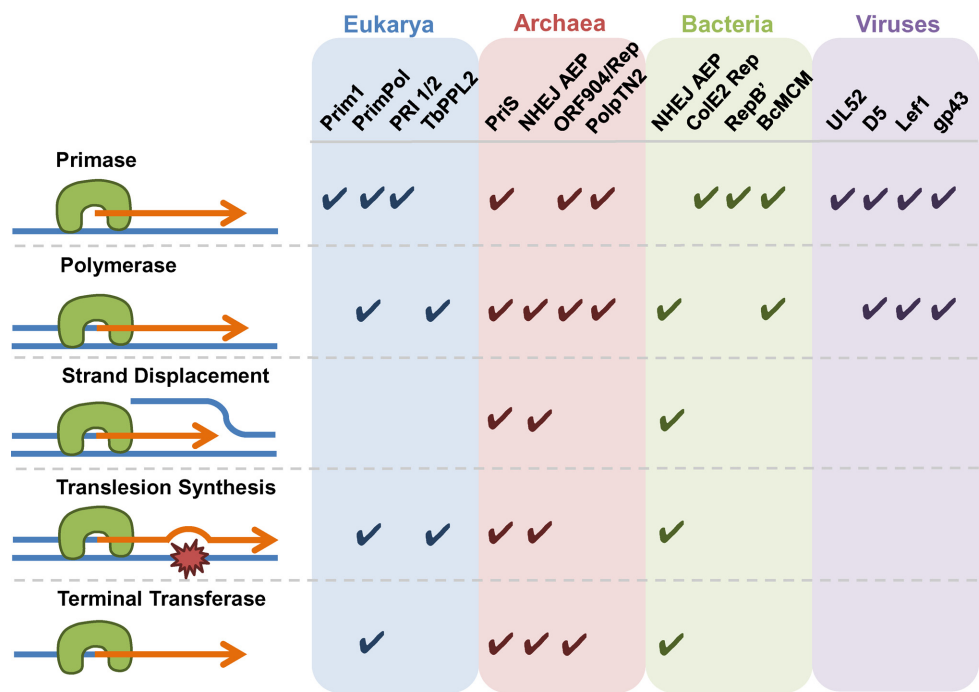 Eukarya Archaea Bacteria Viruses
Prim1 PrimPol PRI 1/2 TbPPL2 PriS NHEJ AEP ORF904/Rep PolpTN2 NHEJ AEP ColE2 Rep RepB’ BcMCM UL52 D5 Lef1 gp43
Primase
Polymerase
Strand Displacement
Translesion Synthesis
Terminal Transferase